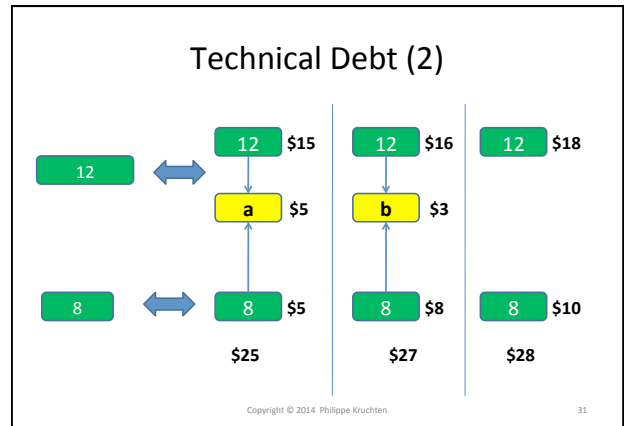 Technical Debt (2)
12 $15 12 $16 12 $18
12
a $5 b $3
8 8 $5 8 $8 8 $10
$25 $27 $28
Copyright © 2014 Philippe Kruchten 31